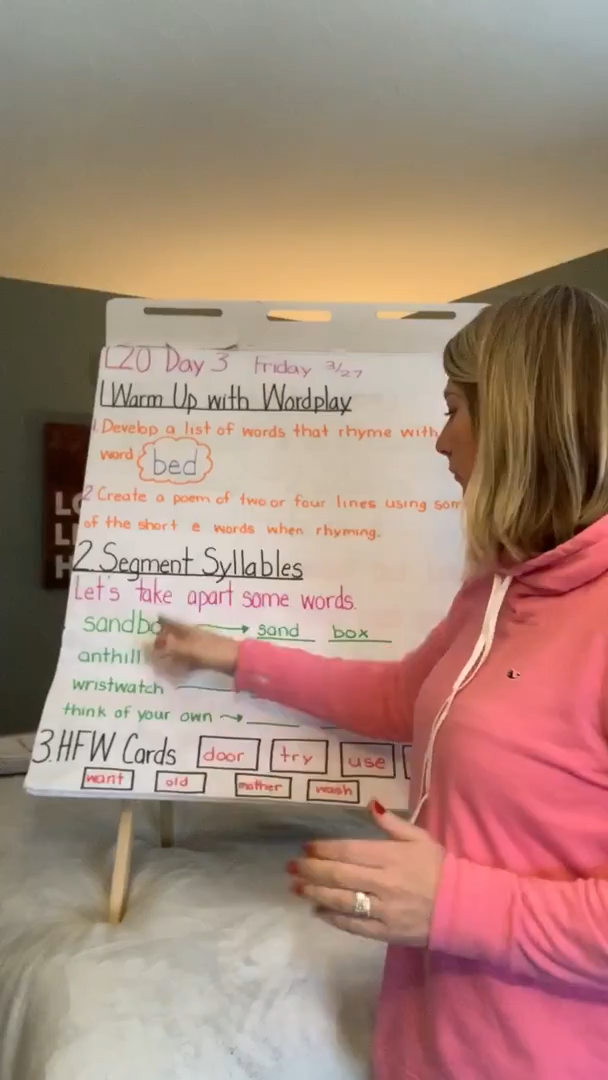 L20 Day 3 Friday 3/27
1. Warm Up with Wordplay
1. Develop a list of words that rhyme with
word bed
2 Create a poem of two or four lines using
of the short e words when rhyming.
2. Segment Syllables
Let's take apart some words.
sandbo → sand box
anthill
wristwatch
think of your own → 
3. HFW Cards door try use
want old mother wash